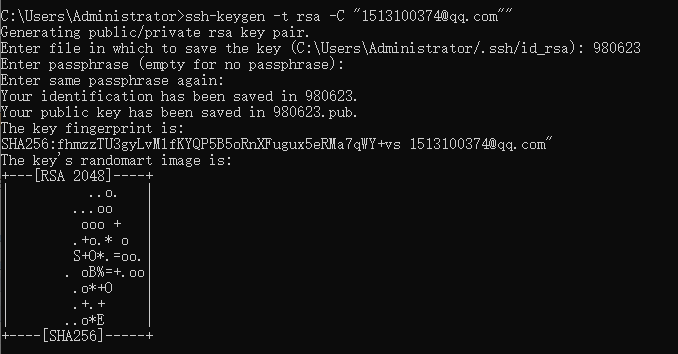 C:\Users\Administrator>ssh-keygen -t rsa -C "1513100374@qq.com""
Generating public/private rsa key pair.
Enter file in which to save the key (C:\Users\Administrator/.ssh/id_rsa): 980623
Enter passphrase (empty for no passphrase):
Enter same passphrase again:
Your identification has been saved in 980623.
Your public key has been saved in 980623.pub.
The key fingerprint is:
SHA256:fhmzzTU3gyLvM1fKYQP5B5oRnXFugux5eRMa7qWY+vs 1513100374@qq.com"
The key's randomart image is:
+---[RSA 2048]----+
|          ..o.   |
|        ...oo    |
|         ooo +   |
|        .+o.* o  |
|        S+O*.=oo.|
|       . oB%=+.oo|
|        .o*+O    |
|        .+.+     |
|       ..o*E     |
+----[SHA256]-----+